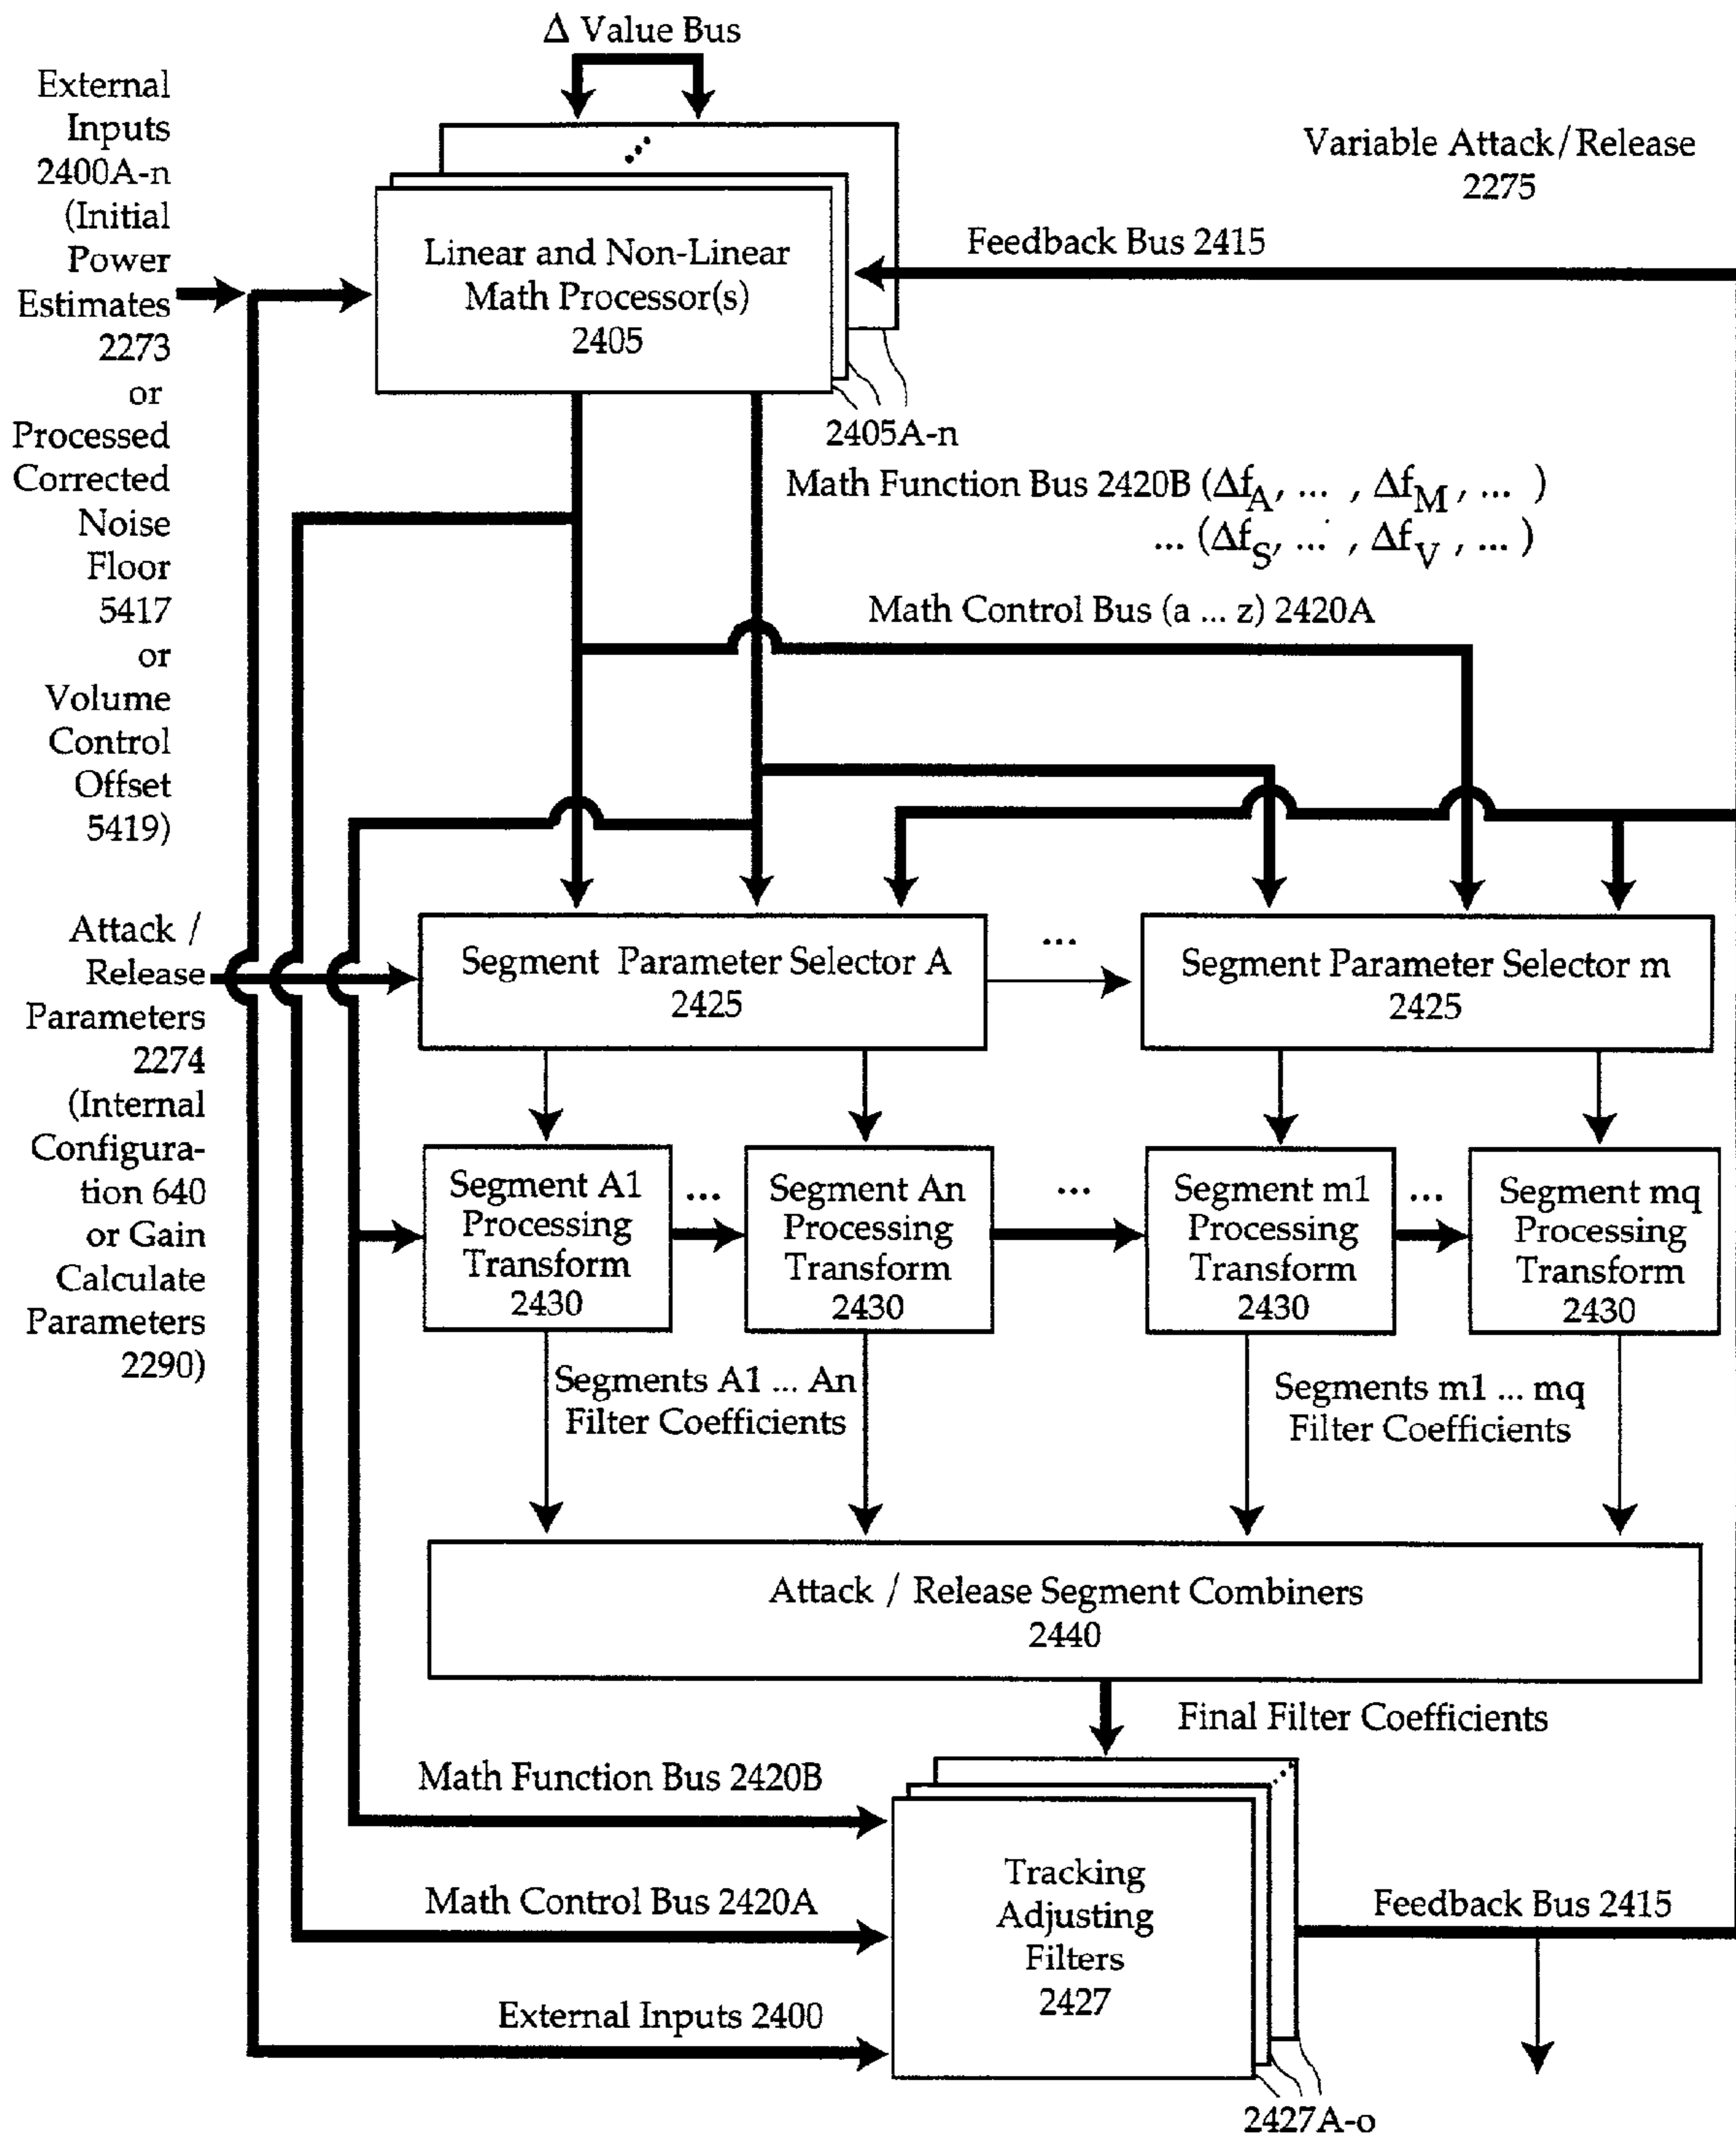 Δ Value Bus
External
Inputs
2400A-n
(Initial
Power
Estimates
2273
or
Processed
Corrected
Noise
Floor
5417
or
Volume
Control
Offset
5419)
Variable Attack/Release
2275
Feedback Bus 2415
Linear and Non-Linear
Math Processor(s)
2405
2405A-n
Math Function Bus 2420B (Δf_A, ... , Δf_M, ... )
... (Δf_S, ... , Δf_V, ... )
Math Control Bus (a ... z) 2420A
Attack /
Release
Parameters
2274
(Internal
Configura-
tion 640
or Gain
Calculate
Parameters
2290)
Segment Parameter Selector A
2425
...
Segment Parameter Selector m
2425
Segment A1
Processing
Transform
2430
...
Segment An
Processing
Transform
2430
...
Segment m1
Processing
Transform
2430
...
Segment mq
Processing
Transform
2430
Segments A1 ... An
Filter Coefficients
Segments m1 ... mq
Filter Coefficients
Attack / Release Segment Combiners
2440
Final Filter Coefficients
Math Function Bus 2420B
Math Control Bus 2420A
External Inputs 2400
Tracking
Adjusting
Filters
2427
Feedback Bus 2415
2427A-o